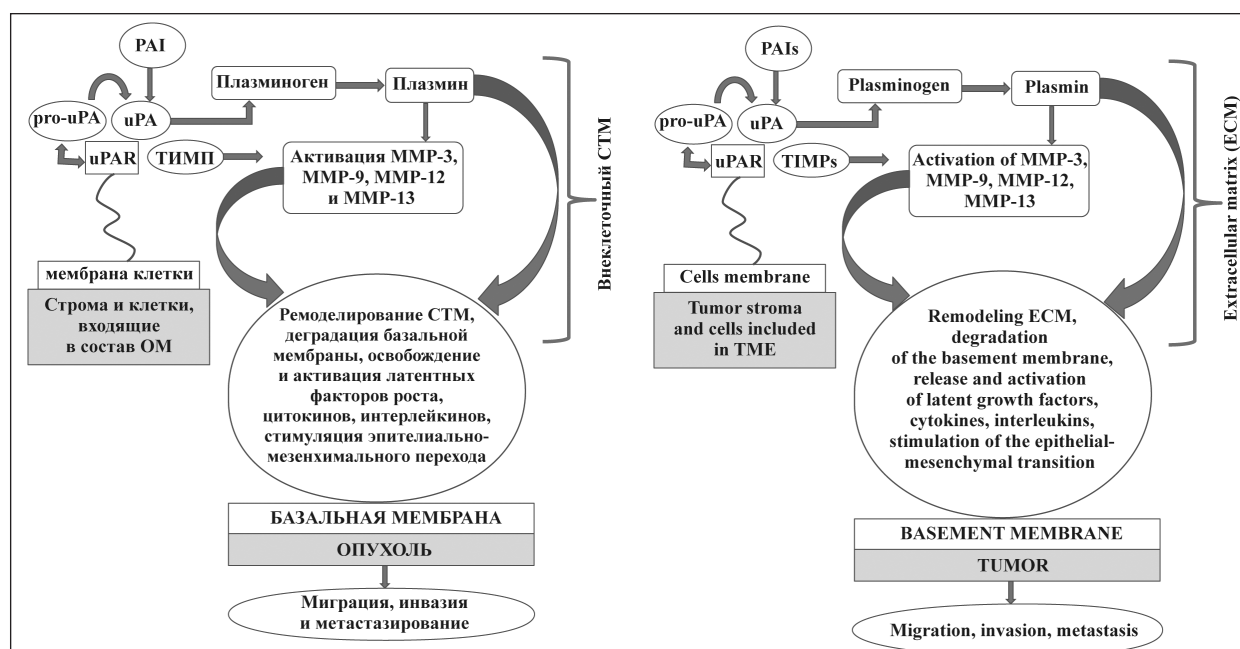 PAI
Плазминоген
Плазмин
pro-uPA
uPA
uPAR
ТИМП
Активация ММР-3,
ММР-9, ММР-12
и ММР-13
Внеклеточный СТМ
мембрана клетки
Строма и клетки,
входящие
в состав ОМ
Ремоделирование СТМ,
деградация базальной
мембраны, освобождение
и активация латентных
факторов роста,
цитокинов, интерлейкинов,
стимуляция эпителиально-
мезенхимального перехода
БАЗАЛЬНАЯ МЕМБРАНА
ОПУХОЛЬ
Миграция, инвазия
и метастазирование
PAIs
Plasminogen
Plasmin
pro-uPA
uPA
uPAR
TIMPs
Activation of MMP-3,
MMP-9, MMP-12,
MMP-13
Extracellular matrix (ECM)
Cells membrane
Tumor stroma
and cells included
in TME
Remodeling ECM,
degradation
of the basement membrane,
release and activation
of latent growth factors,
cytokines, interleukins,
stimulation of the epithelial-
mesenchymal transition
BASEMENT MEMBRANE
TUMOR
Migration, invasion, metastasis